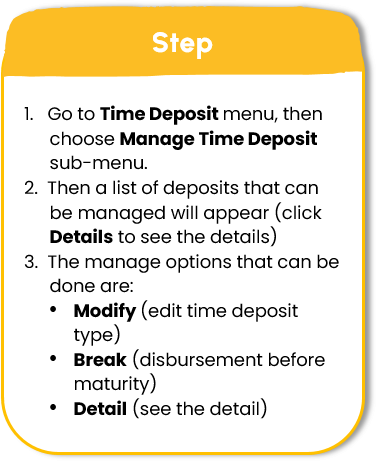 Step
1. Go to Time Deposit menu, then
choose Manage Time Deposit
sub-menu.
2. Then a list of deposits that can
be managed will appear (click
Details to see the details)
3. The manage options that can be
done are:
• Modify (edit time deposit
type)
• Break (disbursement before
maturity)
• Detail (see the detail)